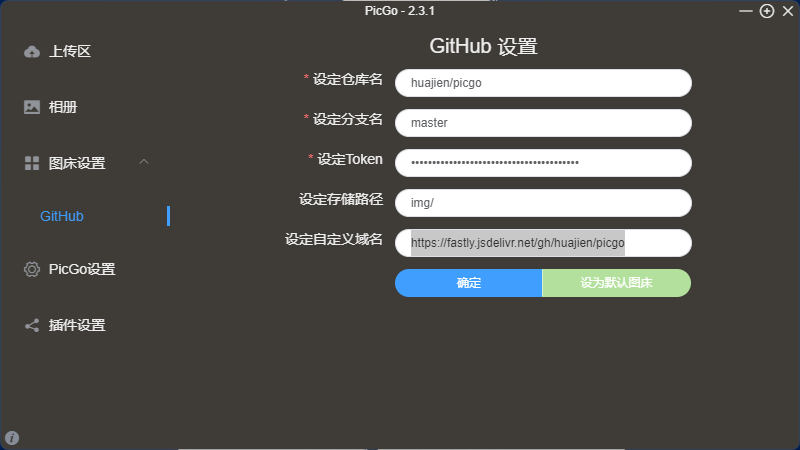 PicGo - 2.3.1
上传区
相册
图床设置
GitHub
PicGo设置
插件设置
GitHub 设置
* 设定仓库名 huajien/picgo
* 设定分支名 master
* 设定Token ••••••••••••••••••••••••••••••••••••••••
设定存储路径 img/
设定自定义域名 https://fastly.jsdelivr.net/gh/huajien/picgo
确定 设为默认图床